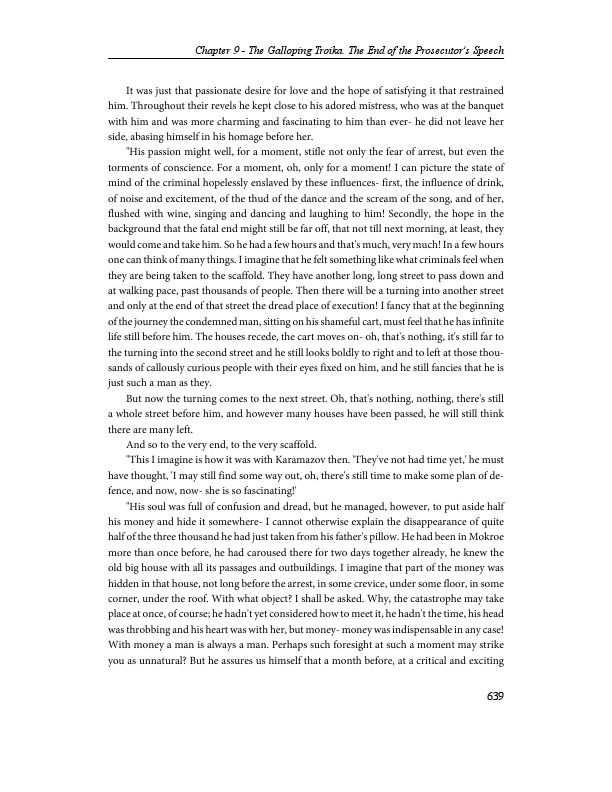 Chapter 9 - The Galloping Troika. The End of the Prosecutor's Speech
It was just that passionate desire for love and the hope of satisfying it that restrained
him. Throughout their revels he kept close to his adored mistress, who was at the banquet
with him and was more charming and fascinating to him than ever- he did not leave her
side, abasing himself in his homage before her.
"His passion might well, for a moment, stifle not only the fear of arrest, but even the
torments of conscience. For a moment, oh, only for a moment! I can picture the state of
mind of the criminal hopelessly enslaved by these influences- first, the influence of drink,
of noise and excitement, of the thud of the dance and the scream of the song, and of her,
flushed with wine, singing and dancing and laughing to him! Secondly, the hope in the
background that the fatal end might still be far off, that not till next morning, at least, they
would come and take him. So he had a few hours and that's much, very much! In a few hours
one can think of many things. I imagine that he felt something like what criminals feel when
they are being taken to the scaffold. They have another long, long street to pass down and
at walking pace, past thousands of people. Then there will be a turning into another street
and only at the end of that street the dread place of execution! I fancy that at the beginning
of the journey the condemned man, sitting on his shameful cart, must feel that he has infinite
life still before him. The houses recede, the cart moves on- oh, that's nothing, it's still far to
the turning into the second street and he still looks boldly to right and to left at those thou-
sands of callously curious people with their eyes fixed on him, and he still fancies that he is
just such a man as they.
But now the turning comes to the next street. Oh, that's nothing, nothing, there's still
a whole street before him, and however many houses have been passed, he will still think
there are many left.
And so to the very end, to the very scaffold.
"This I imagine is how it was with Karamazov then. 'They've not had time yet,' he must
have thought, 'I may still find some way out, oh, there's still time to make some plan of de-
fence, and now, now- she is so fascinating!'
"His soul was full of confusion and dread, but he managed, however, to put aside half
his money and hide it somewhere- I cannot otherwise explain the disappearance of quite
half of the three thousand he had just taken from his father's pillow. He had been in Mokroe
more than once before, he had caroused there for two days together already, he knew the
old big house with all its passages and outbuildings. I imagine that part of the money was
hidden in that house, not long before the arrest, in some crevice, under some floor, in some
corner, under the roof. With what object? I shall be asked. Why, the catastrophe may take
place at once, of course; he hadn't yet considered how to meet it, he hadn't the time, his head
was throbbing and his heart was with her, but money- money was indispensable in any case!
With money a man is always a man. Perhaps such foresight at such a moment may strike
you as unnatural? But he assures us himself that a month before, at a critical and exciting
639